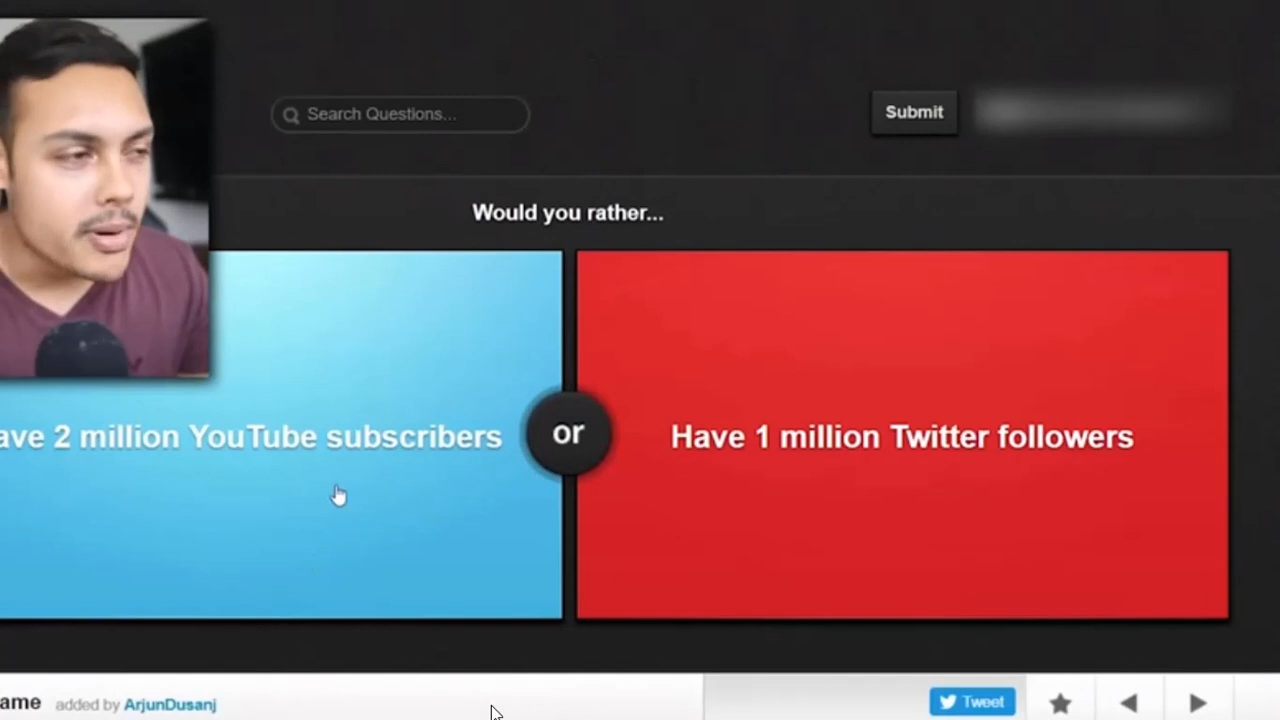 Search Questions...
Submit
Would you rather...
ave 2 million YouTube subscribers
or
Have 1 million Twitter followers
ame added by ArjunDusanj
Tweet